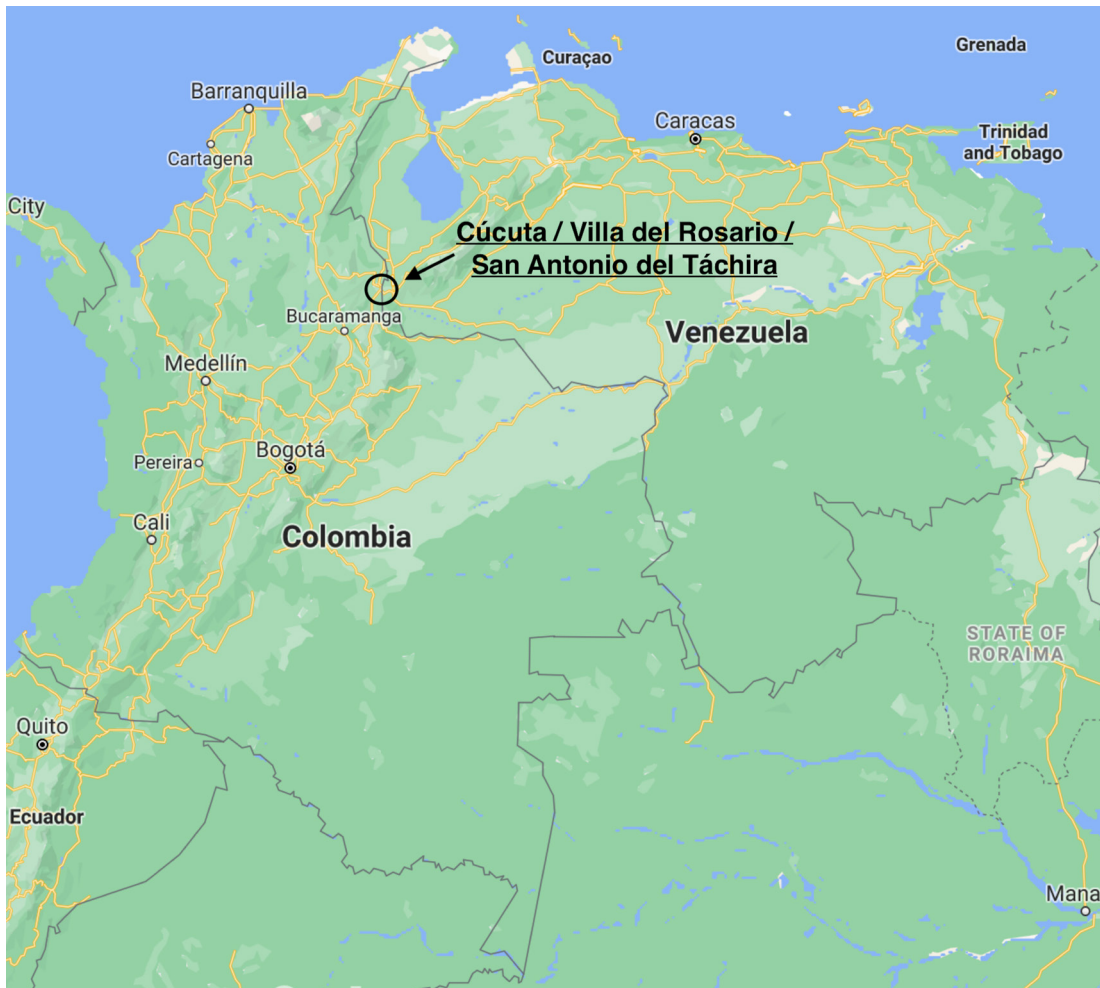 Curaçao
Grenada
Barranquilla
Caracas
Trinidad
and Tobago
Cartagena
City
Cúcuta / Villa del Rosario /
San Antonio del Táchira
Bucaramanga
Venezuela
Medellín
Bogotá
Pereira
Cali
Colombia
STATE OF
RORAIMA
Quito
Ecuador
Mana